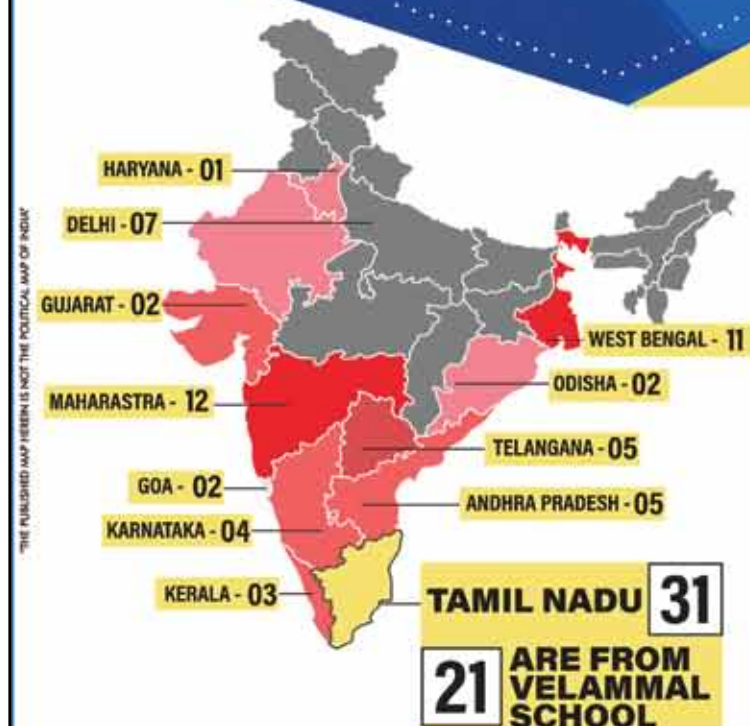 HARYANA - 01
DELHI - 07
GUJARAT - 02
WEST BENGAL - 11
ODISHA - 02
MAHARASTRA - 12
TELANGANA - 05
GOA - 02
ANDHRA PRADESH - 05
KARNATAKA - 04
KERALA - 03
TAMIL NADU 31
21 ARE FROM
VELAMMAL
SCHOOL
"THE PUBLISHED MAP HEREIN IS NOT THE POLITICAL MAP OF INDIA"